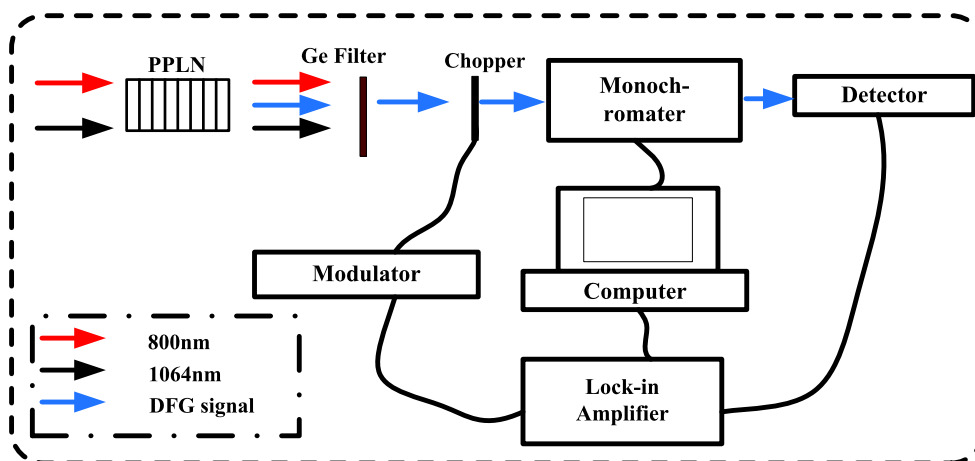 PPLN
Ge Filter
Chopper
Monoch-
romater
Detector
Modulator
Computer
800nm
1064nm
DFG signal
Lock-in
Amplifier